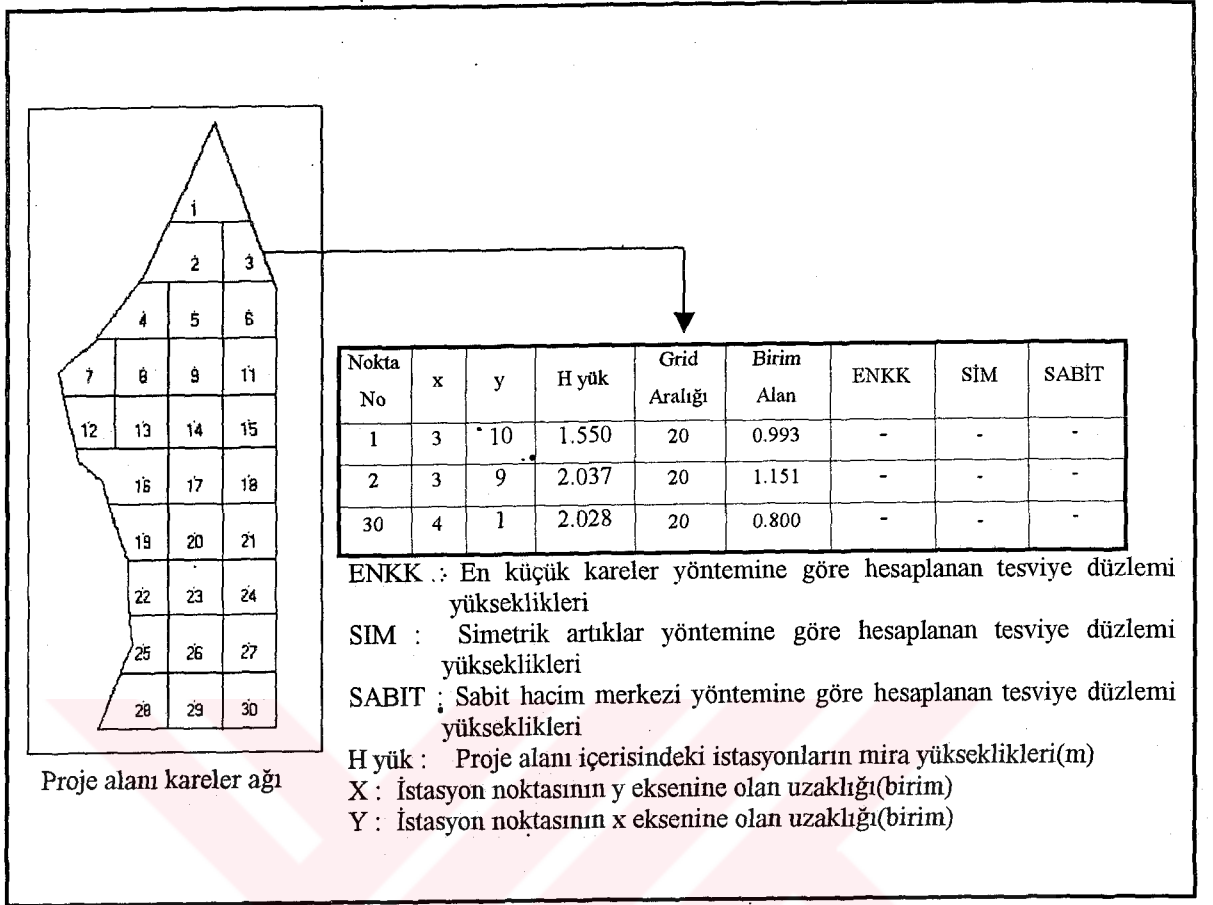 1
2 3
4 5 6
7 8 9 11
12 13 14 15
16 17 18
19 20 21
22 23 24
25 26 27
28 29 30
Proje alanı kareler ağı
Nokta No x y H yük Grid Aralığı Birim Alan ENKK SİM SABİT
1 3 10 1.550 20 0.993 - - -
2 3 9 2.037 20 1.151 - - -
30 4 1 2.028 20 0.800 - - -
ENKK : En küçük kareler yöntemine göre hesaplanan tesviye düzlemi
yükseklikleri
SIM : Simetrik artıklar yöntemine göre hesaplanan tesviye düzlemi
yükseklikleri
SABIT : Sabit hacim merkezi yöntemine göre hesaplanan tesviye düzlemi
yükseklikleri
H yük : Proje alanı içerisindeki istasyonların mira yükseklikleri(m)
X : İstasyon noktasının y eksenine olan uzaklığı(birim)
Y : İstasyon noktasının x eksenine olan uzaklığı(birim)